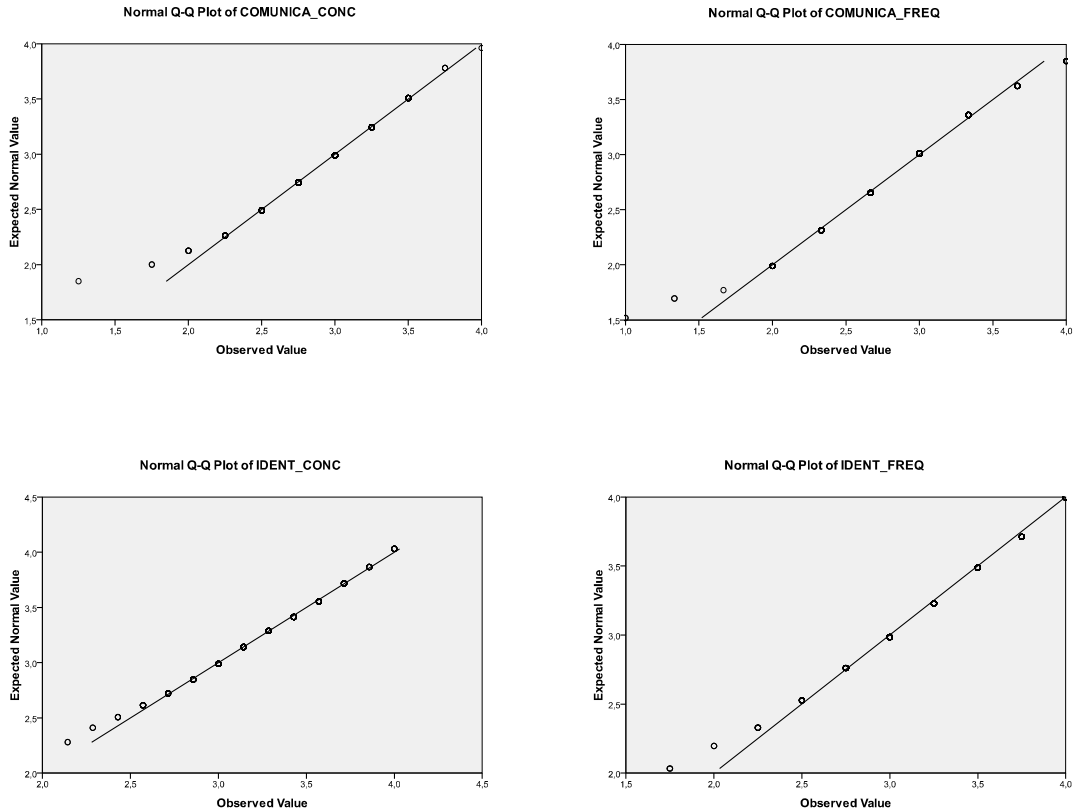 Normal Q-Q Plot of COMUNICA_CONC
Expected Normal Value
4,0
3,5
3,0
2,5
2,0
1,5
1,0 1,5 2,0 2,5 3,0 3,5 4,0
Observed Value
Normal Q-Q Plot of COMUNICA_FREQ
Expected Normal Value
4,0
3,5
3,0
2,5
2,0
1,5
1,0 1,5 2,0 2,5 3,0 3,5 4,0
Observed Value
Normal Q-Q Plot of IDENT_CONC
Expected Normal Value
4,5
4,0
3,5
3,0
2,5
2,0
2,0 2,5 3,0 3,5 4,0 4,5
Observed Value
Normal Q-Q Plot of IDENT_FREQ
Expected Normal Value
4,0
3,5
3,0
2,5
2,0
1,5 2,0 2,5 3,0 3,5 4,0
Observed Value